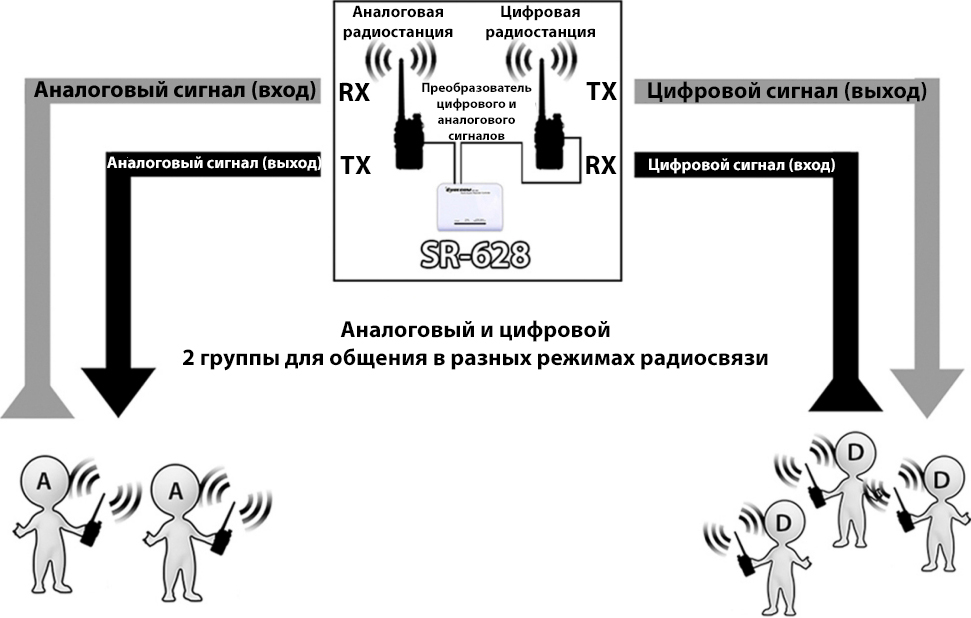 Аналоговая
радиостанция
Цифровая
радиостанция
Аналоговый сигнал (вход)
RX
Преобразователь
цифрового и
аналогового
сигналов
TX
Цифровой сигнал (выход)
Аналоговый сигнал (выход)
TX
RX
Цифровой сигнал (вход)
SR-628
Аналоговый и цифровой
2 группы для общения в разных режимах радиосвязи
A
A
D
D
D